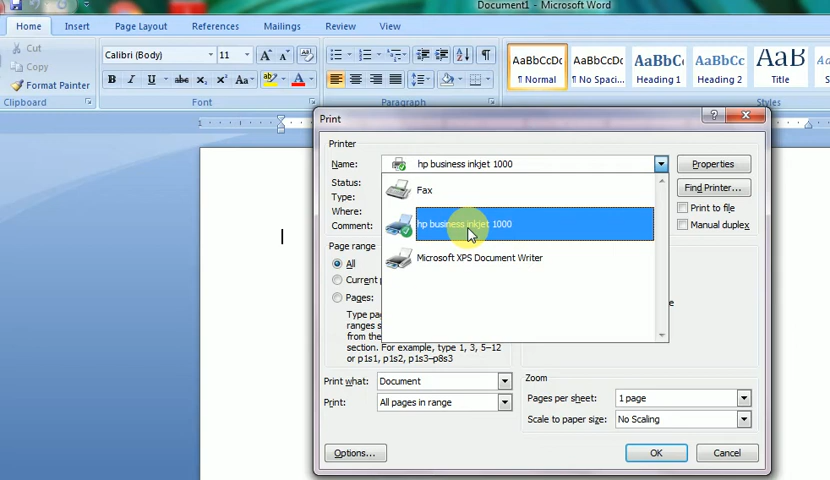 Document1 - Microsoft Word
Home Insert Page Layout References Mailings Review View
Cut
Copy
Format Painter
Clipboard
Calibri (Body) 11
Font
Paragraph
AaBbCcDc AaBbCcDc AaBbCc AaBbCc AaBb
¶ Normal ¶ No Spaci... Heading 1 Heading 2 Title
Styles
Print
Printer
Name: hp business inkjet 1000 Properties
Status: Fax Find Printer...
Type: Print to file
Where: hp business inkjet 1000 Manual duplex
Comment:
Microsoft XPS Document Writer
Page range
All
Current
Pages:
Type
ranges
from the
section. For example, type 1, 3, 5–12
or p1s1, p1s2, p1s3–p8s3
Print what: Document
Print: All pages in range
Zoom
Pages per sheet: 1 page
Scale to paper size: No Scaling
Options... OK Cancel